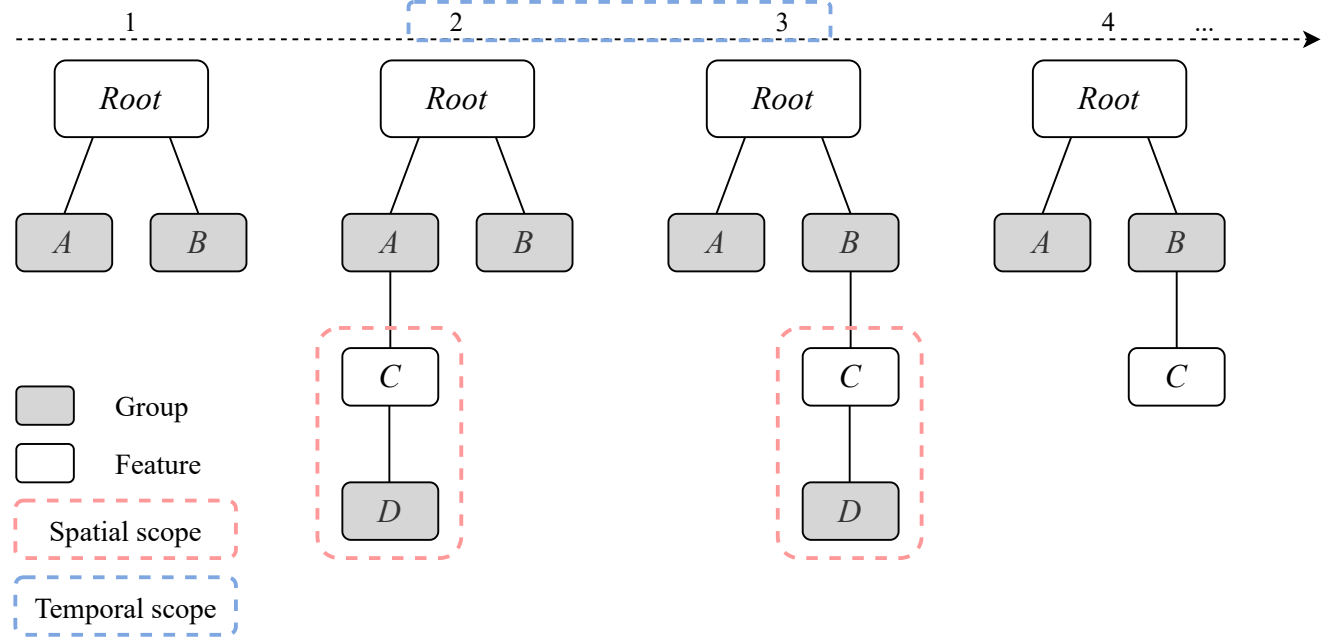 1 2 3 4 ...
Root Root Root Root
A B A B A B A B
C C C
Group
Feature
D D
Spatial scope
Temporal scope